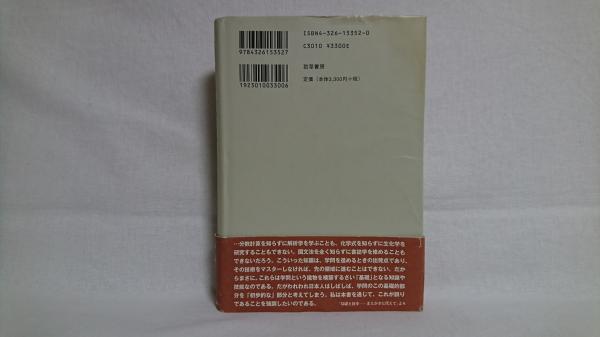 ISBN4-326-15352-0
C3010 ¥3300E
9784326153527
勁草書房
定価（本体3,300円+税）
1923010033006
…分数計算を知らずに解析学を学ぶことも、化学式を知らずに生化学を
研究することもできない。国文法を全く知らずに言語学を修めることも
できないだろう。こういった知識は、学問を進めるときの出発点であり、
その技術をマスターしなければ、先の領域に進むことはできない。だか
らまさに、これらは学問という建物を構築するさい「基礎」となる知識や
技能なのである。だがわれわれ日本人はしばしば、学問のこの基礎的部
分を「初歩的な」部分と考えてしまう。私は本書を通じて、これが誤り
であることを強調したいのである。
まえがきに代えて」より